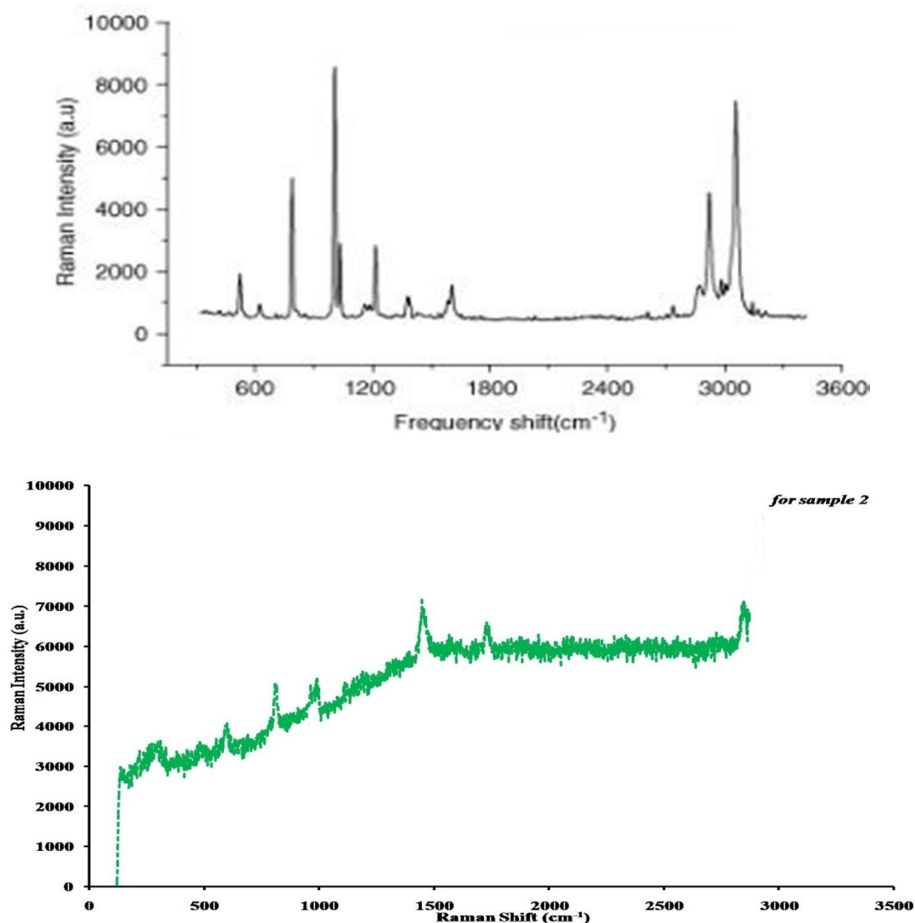 10000
8000
6000
4000
2000
0
Raman Intensity (a.u)
600 1200 1800 2400 3000 3600
Frequency shift(cm-1)
for sample 2
10000
9000
8000
7000
6000
5000
4000
3000
2000
1000
0
Raman Intensity (a.u.)
0 500 1000 1500 2000 2500 3000 3500
Raman Shift (cm-1)